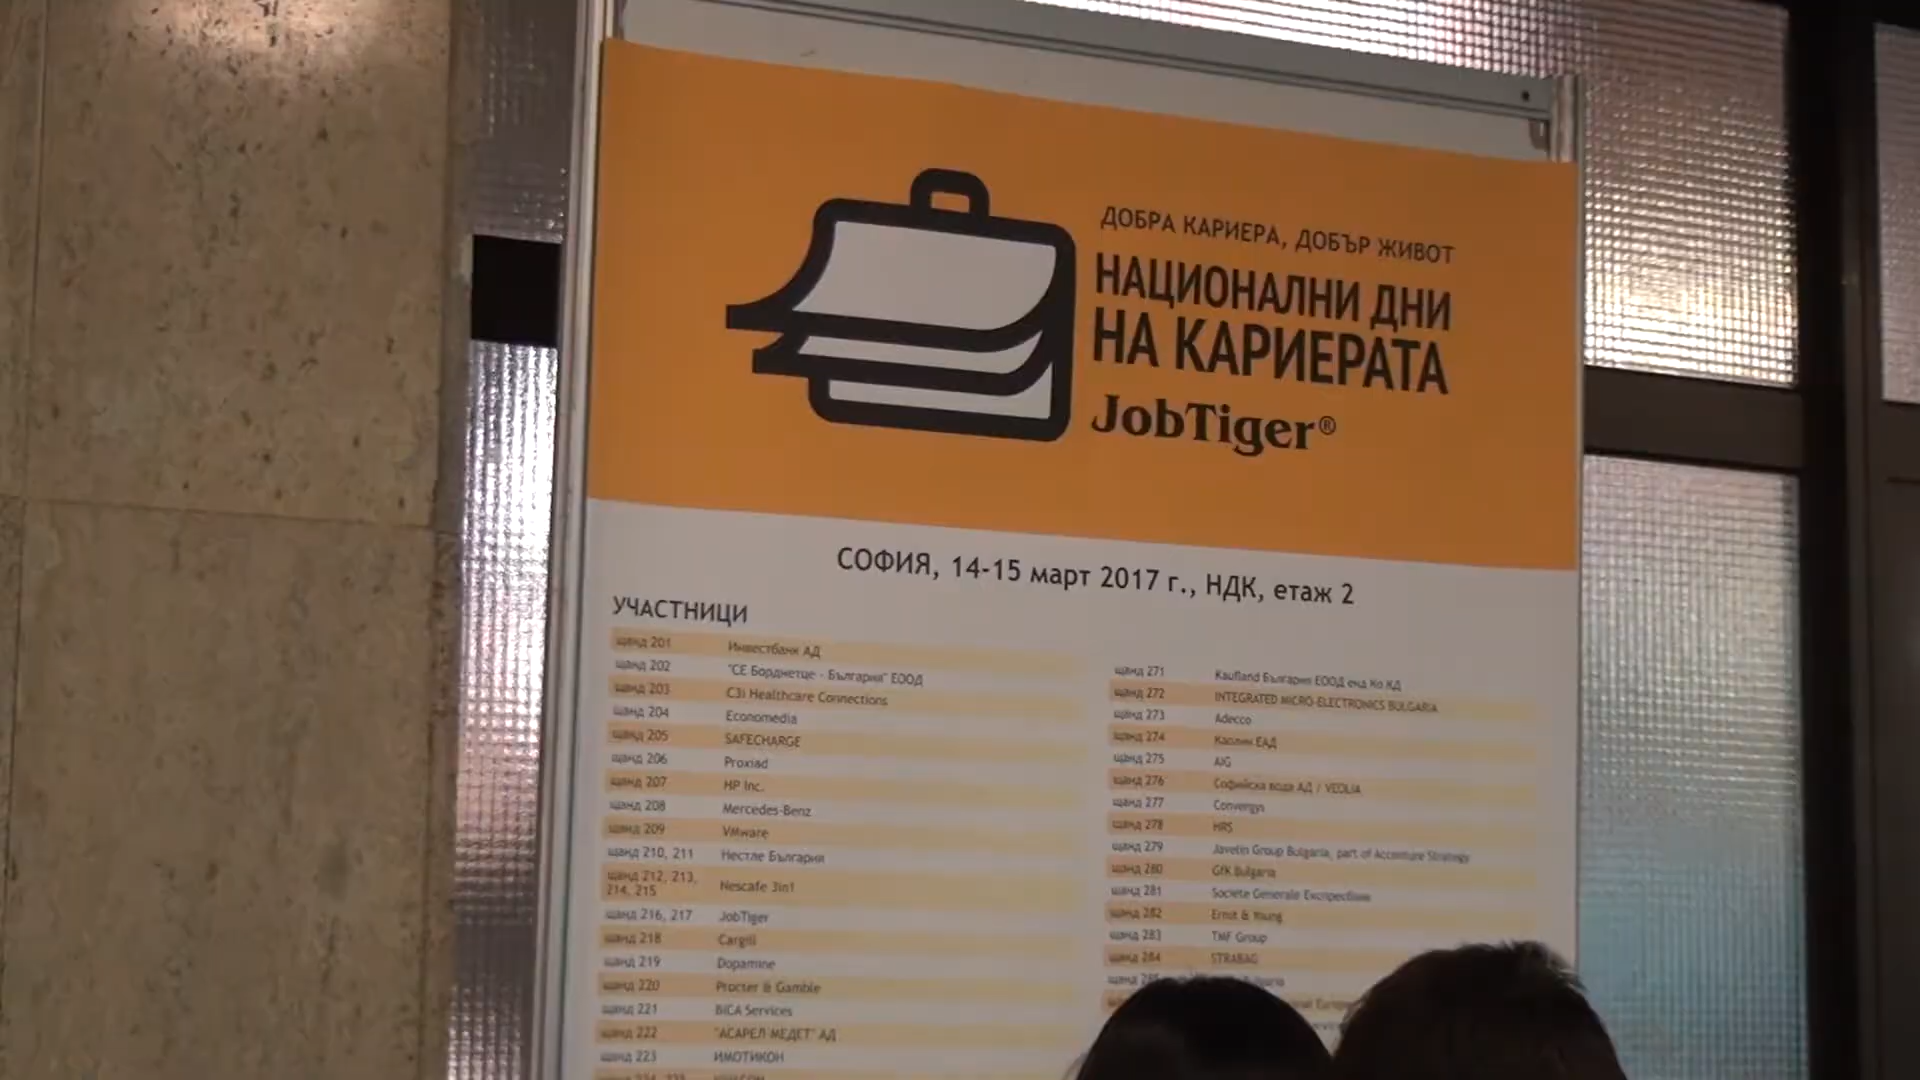 ДОБРА КАРИЕРА, ДОБЪР ЖИВОТ
НАЦИОНАЛНИ ДНИ
НА КАРИЕРАТА
JobTiger®
СОФИЯ, 14-15 март 2017 г., НДК, етаж 2
УЧАСТНИЦИ
щанд 201 Инвестбанк АД
щанд 202 "СЕ Борднетце - България" ЕООД
щанд 203 C3i Healthcare Connections
щанд 204 Economedia
щанд 205 SAFECHARGE
щанд 206 Proxiad
щанд 207 HP Inc.
щанд 208 Mercedes-Benz
щанд 209 VMware
щанд 210, 211 Нестле България
щанд 212, 213,
214, 215 Nescafe 3in1
щанд 216, 217 JobTiger
щанд 218 Cargill
щанд 219 Dopamine
щанд 220 Procter & Gamble
щанд 221 BICA Services
щанд 222 "АСАРЕЛ МЕДЕТ" АД
щанд 223 ИМОТИКОН
щанд 271 Kaufland България ЕООД енд Ко КД
щанд 272 INTEGRATED MICRO-ELECTRONICS BULGARIA
щанд 273 Adecco
щанд 274 Каолин ЕАД
щанд 275 AIG
щанд 276 Софийска вода АД / VEOLIA
щанд 277 Convergys
щанд 278 HRS
щанд 279 Javelin Group Bulgaria, part of Accenture Strategy
щанд 280 GfK Bulgaria
щанд 281 Societe Generale Експресбанк
щанд 282 Ernst & Young
щанд 283 TMF Group
щанд 284 STRABAG
щанд 285